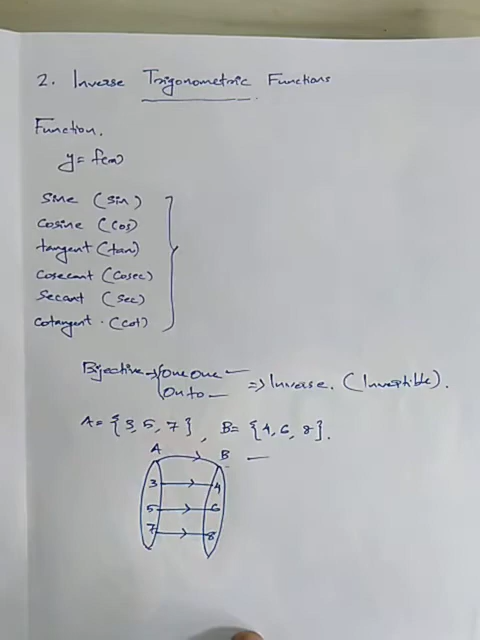 2. Inverse Trigonometric Functions
Function.
y = f(x)
Sine (Sin)
Cosine (Cos)
tangent (tan)
Cosecant (Cosec)
Secant (Sec)
Cotangent. (Cot)
Bijective → One One
Onto
=> Inverse. (Invertible).
A = {3, 5, 7}, B = {4, 6, 8}.
A B
3 4
5 6
7 8